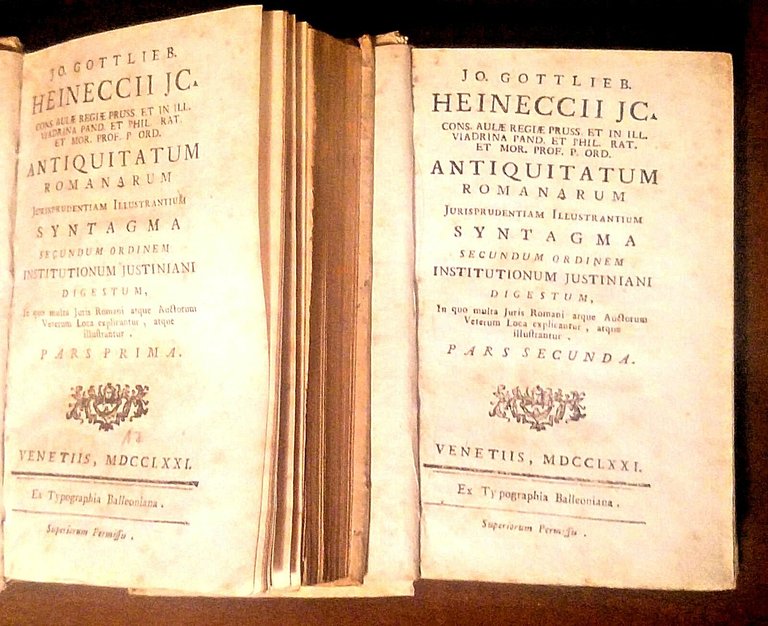 JO. GOTTLIEB.
HEINECCII JC.
CONS. AULÆ REGIÆ PRUSS. ET IN ILL.
VIADRINA PAND. ET PHIL. RAT.
ET MOR. PROF. P. ORD.
ANTIQUITATUM
ROMANARUM
JURISPRUDENTIAM ILLUSTRANTIUM
SYNTAGMA
SECUNDUM ORDINEM
INSTITUTIONUM JUSTINIANI
DIGESTUM,
In quo multa Juris Romani atque Auctorum
Veterum Loca explicantur, atque
illustrantur.
PARS PRIMA.
VENETIIS, MDCCLXXI.
Ex Typographia Balleoniana.
Superiorum Permissu.
JO. GOTTLIEB.
HEINECCII JC.
CONS. AULÆ REGIÆ PRUSS. ET IN ILL.
VIADRINA PAND. ET PHIL. RAT.
ET MOR. PROF. P. ORD.
ANTIQUITATUM
ROMANARUM
JURISPRUDENTIAM ILLUSTRANTIUM
SYNTAGMA
SECUNDUM ORDINEM
INSTITUTIONUM JUSTINIANI
DIGESTUM,
In quo multa Juris Romani atque Auctorum
Veterum Loca explicantur, atque
illustrantur.
PARS SECUNDA.
VENETIIS, MDCCLXXI.
Ex Typographia Balleoniana.
Superiorum Permissu.